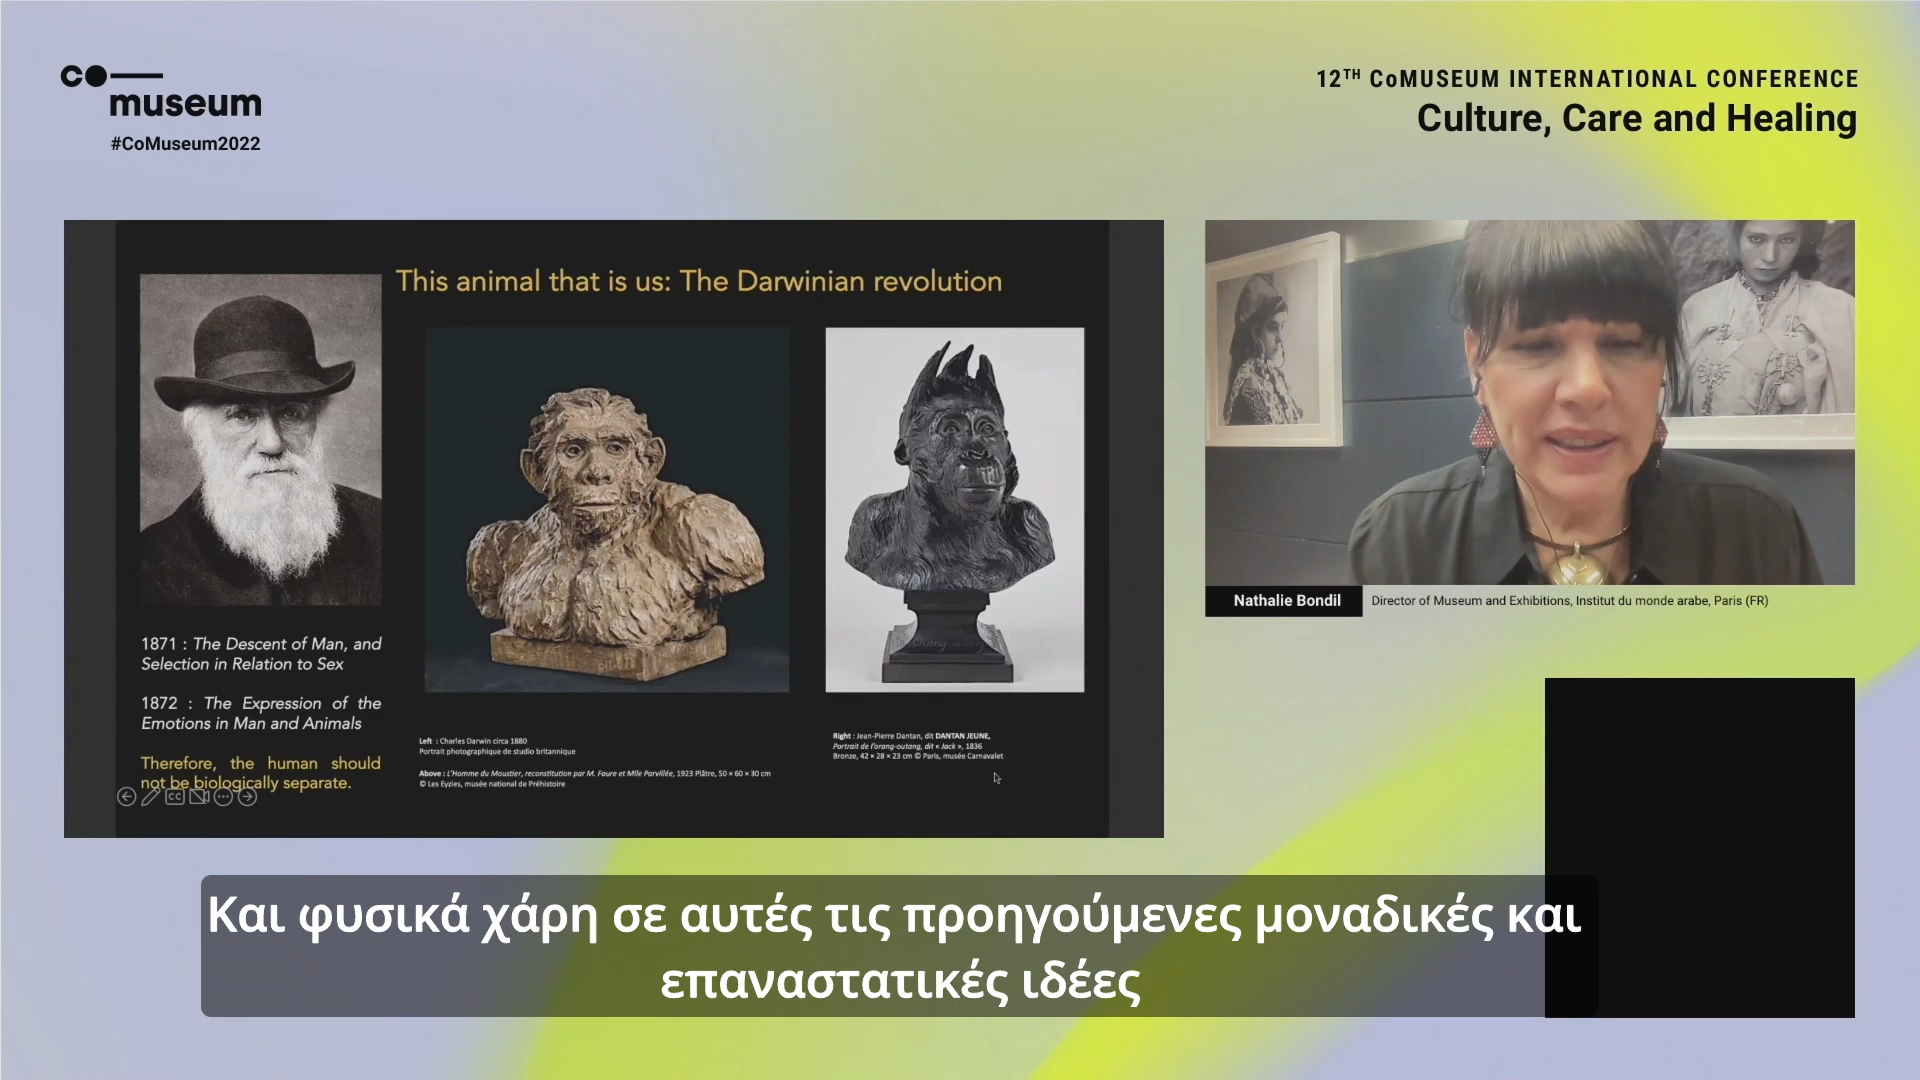 co
museum
#CoMuseum2022
12TH CoMUSEUM INTERNATIONAL CONFERENCE
Culture, Care and Healing
This animal that is us: The Darwinian revolution
1871 : The Descent of Man, and
Selection in Relation to Sex
1872 : The Expression of the
Emotions in Man and Animals
Therefore, the human should
not be biologically separate.
CC
Left : Charles Darwin circa 1880
Portrait photographique de studio britannique
Above : L'Homme du Moustier, reconstitution par M. Faure et Mlle Parvillée, 1923 Plâtre, 50 × 60 × 30 cm
© Les Eyzies, musée national de Préhistoire
Right : Jean-Pierre Dantan, dit DANTAN JEUNE,
Portrait de l'orang-outang, dit « Jack », 1836
Bronze, 42 × 28 × 23 cm © Paris, musée Carnavalet
Nathalie Bondil
Director of Museum and Exhibitions, Institut du monde arabe, Paris (FR)
Και φυσικά χάρη σε αυτές τις προηγούμενες μοναδικές και
επαναστατικές ιδέες